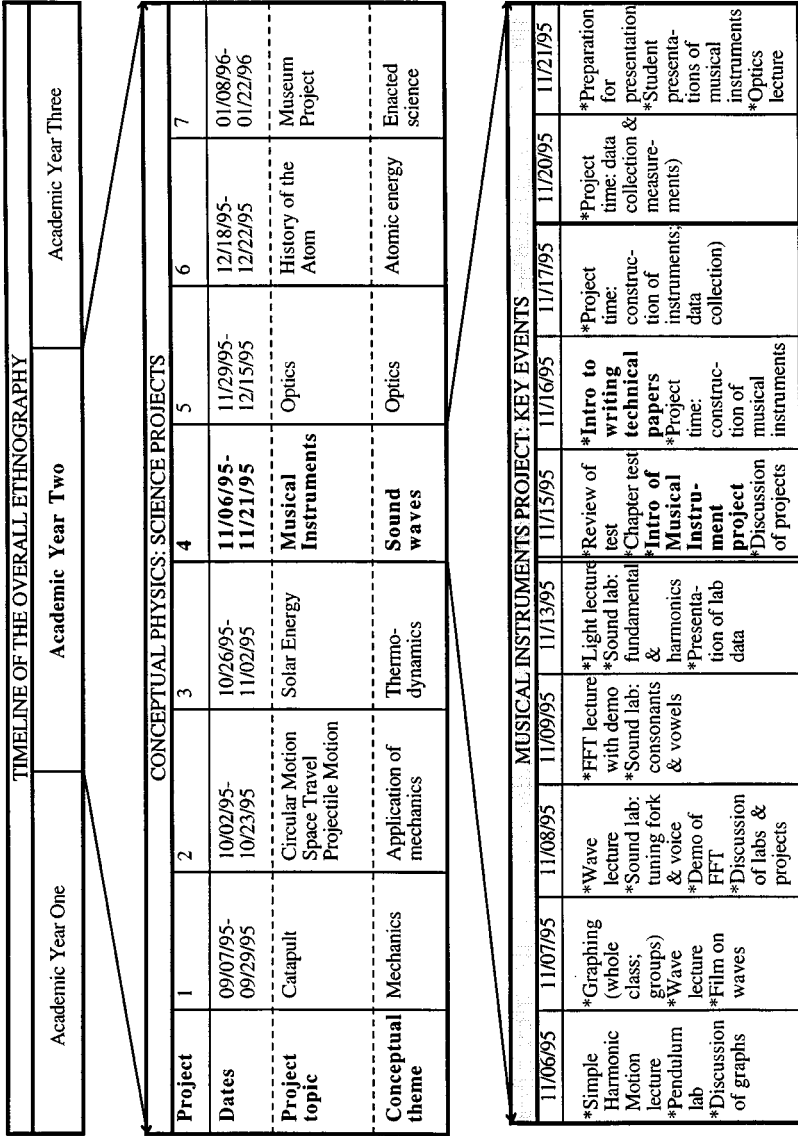 TIMELINE OF THE OVERALL ETHNOGRAPHY
Academic Year One
Academic Year Two
Academic Year Three
CONCEPTUAL PHYSICS: SCIENCE PROJECTS
Project
1
2
3
4
5
6
7
Dates
09/07/95-
09/29/95
10/02/95-
10/23/95
10/26/95-
11/02/95
11/06/95-
11/21/95
11/29/95-
12/15/95
12/18/95-
12/22/95
01/08/96-
01/22/96
Project
topic
Catapult
Circular Motion
Space Travel
Projectile Motion
Solar Energy
Musical
Instruments
Optics
History of the
Atom
Museum
Project
Conceptual
theme
Mechanics
Application of
mechanics
Thermo-
dynamics
Sound
waves
Optics
Atomic energy
Enacted
science
MUSICAL INSTRUMENTS PROJECT: KEY EVENTS
11/06/95
*Simple
Harmonic
Motion
lecture
*Pendulum
lab
*Discussion
of graphs
11/07/95
*Graphing
(whole
class;
groups)
*Wave
lecture
*Film on
waves
11/08/95
*Wave
lecture
*Sound lab:
tuning fork
& voice
*Demo of
FFT
*Discussion
of labs &
projects
11/09/95
*FFT lecture
with demo
*Sound lab:
consonants
& vowels
11/13/95
*Light lecture
*Sound lab:
fundamental
&
harmonics
*Presenta-
tion of lab
data
11/15/95
*Review of
test
*Chapter test
*Intro of
Musical
Instru-
ment
project
*Discussion
of projects
11/16/95
*Intro to
writing
technical
papers
*Project
time:
construc-
tion of
musical
instruments
11/17/95
*Project
time:
construc-
tion of
instruments;
data
collection)
11/20/95
*Project
time: data
collection &
measure-
ments)
11/21/95
*Preparation
for
presentation
*Student
presenta-
tions of
musical
instruments
*Optics
lecture